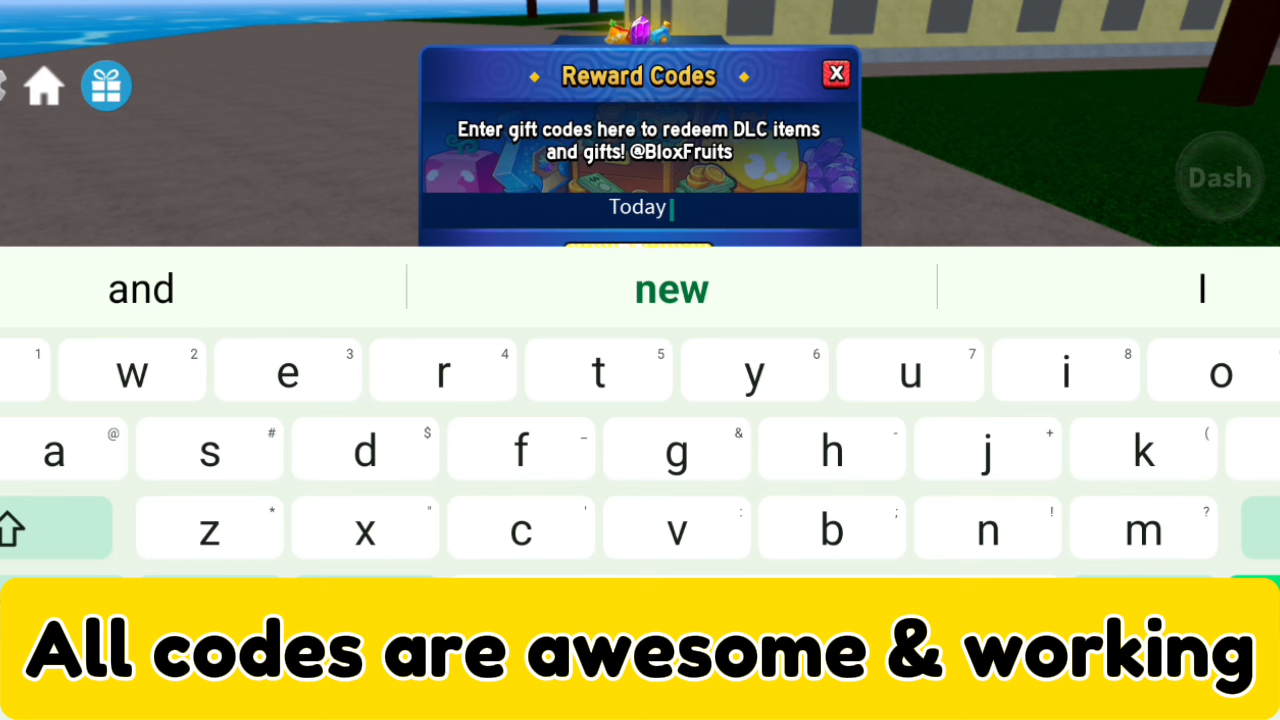 Reward Codes
X
Enter gift codes here to redeem DLC items
and gifts! @BloxFruits
Dash
Today
and new I
1 w 2 e 3 r 4 t 5 y 6 u 7 i 8 o
a @ s # d $ f _ g & h - j + k (
z * x " c ' v : b ; n ! m ?
All codes are awesome & working